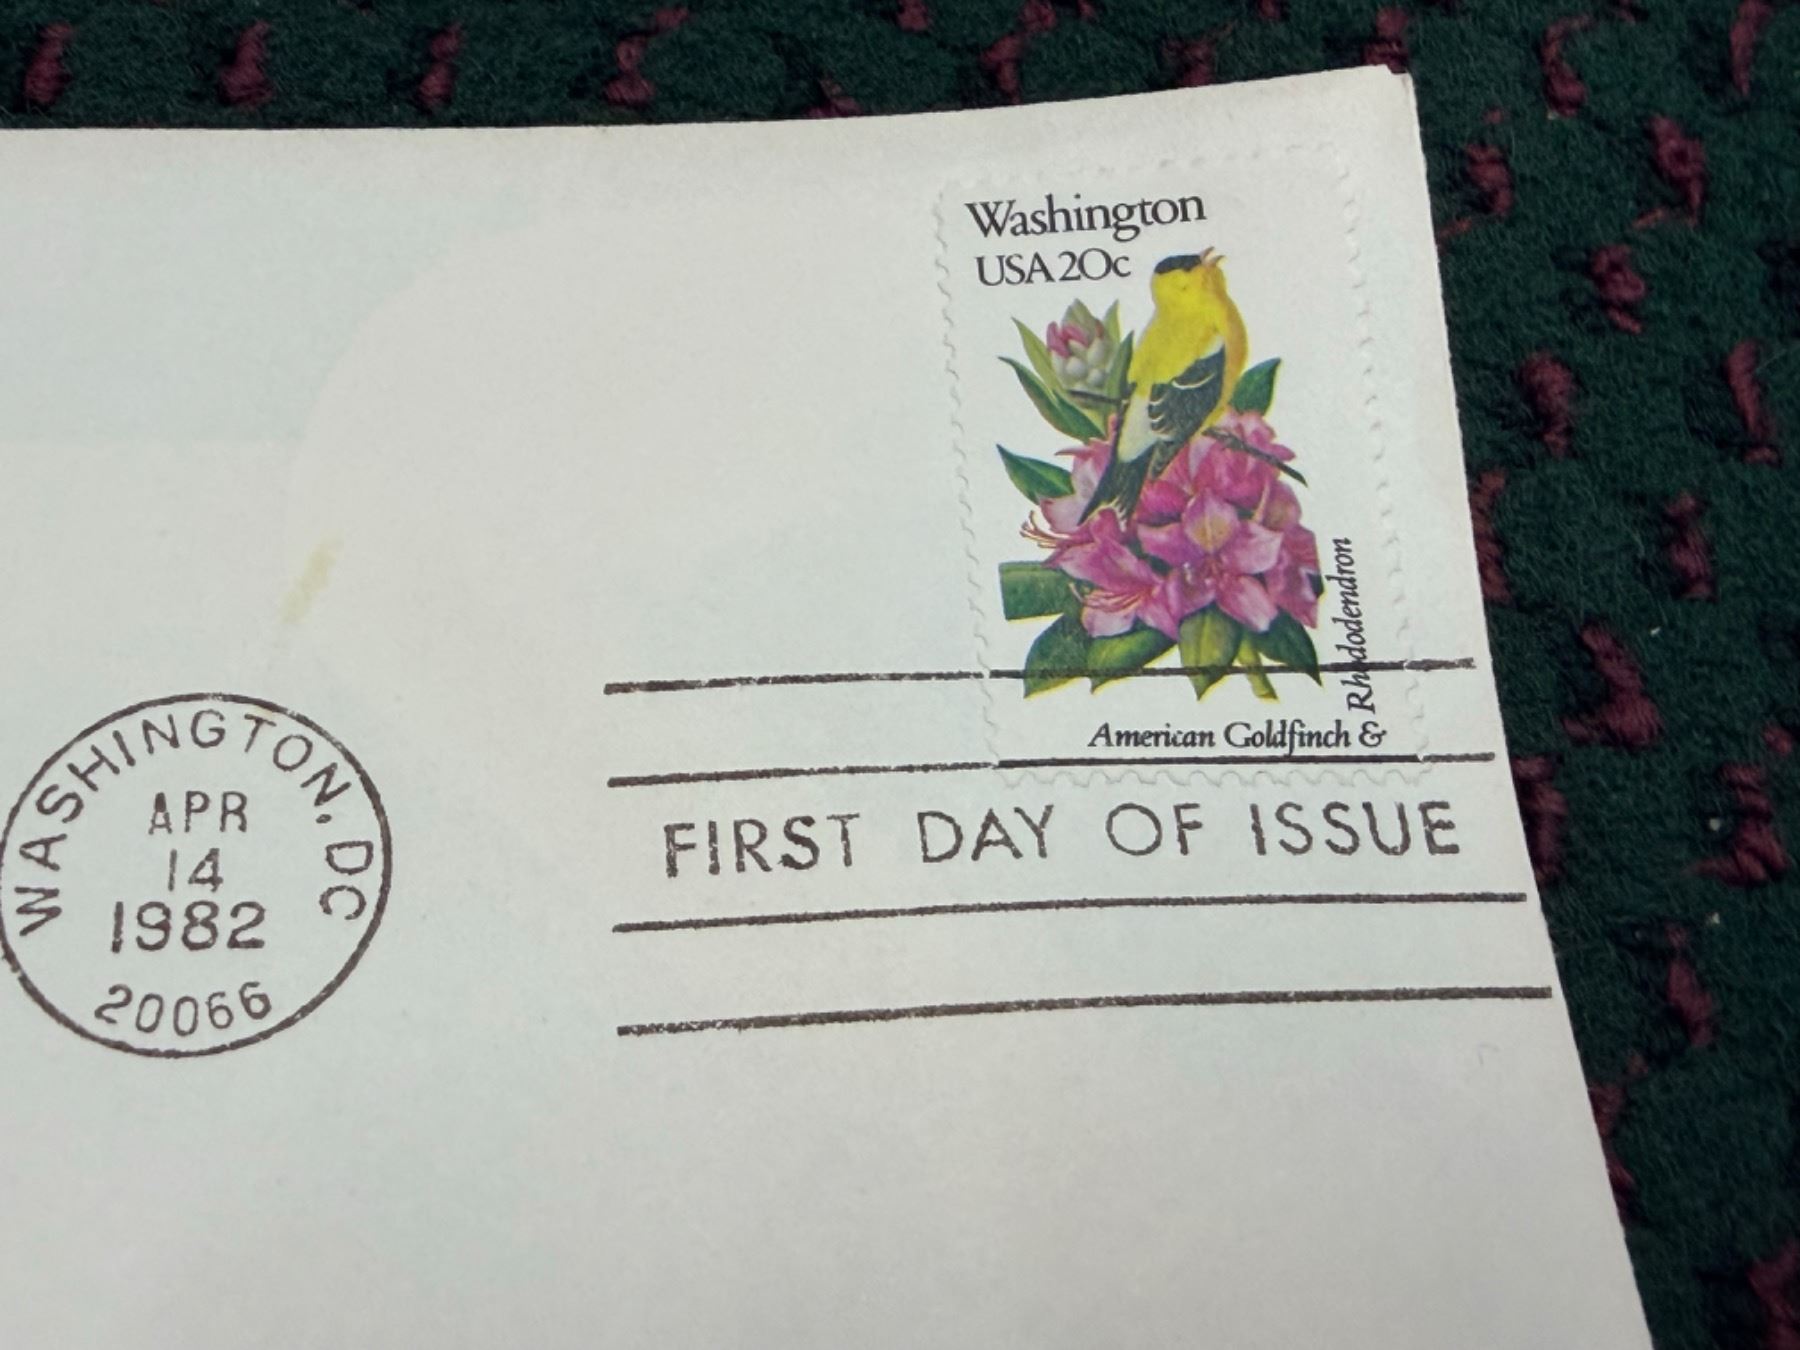 Washington
USA 20c
American Goldfinch &
Rhododendron
FIRST DAY OF ISSUE
WASHINGTON. DC
APR
14
1982
20066